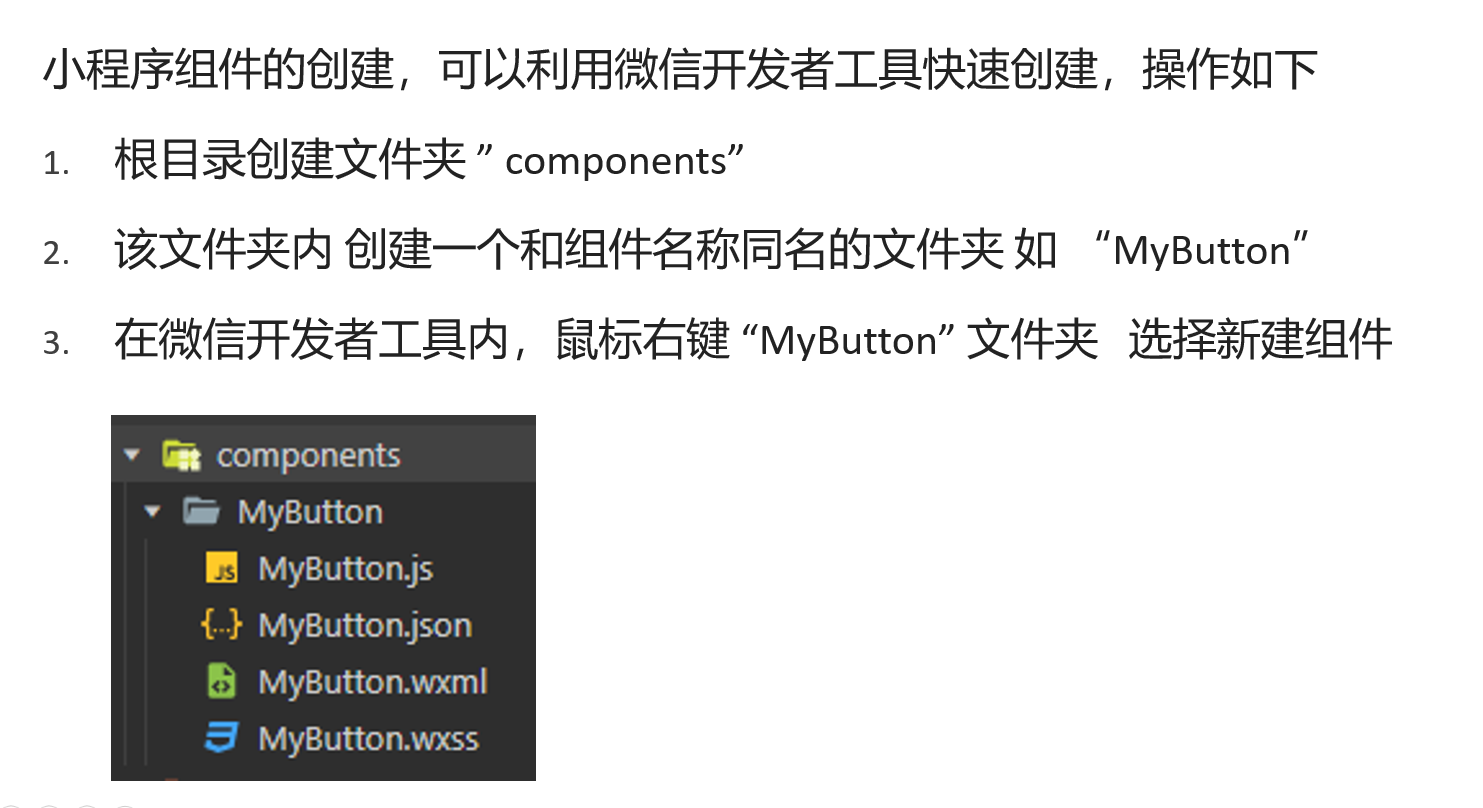 小程序组件的创建，可以利用微信开发者工具快速创建，操作如下
1. 根目录创建文件夹 ” components”
2. 该文件夹内 创建一个和组件名称同名的文件夹 如 “MyButton”
3. 在微信开发者工具内，鼠标右键 “MyButton” 文件夹 选择新建组件
components
MyButton
JS MyButton.js
{...} MyButton.json
MyButton.wxml
MyButton.wxss